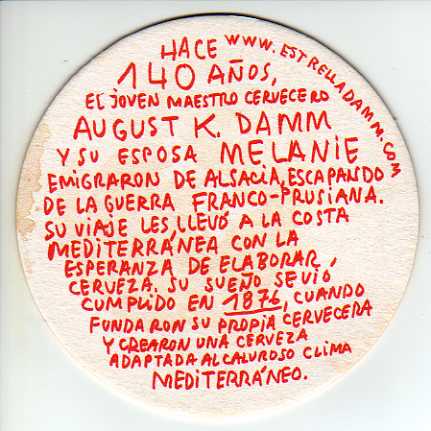 HACE
WWW.ESTRELLADAMM.COM
140 AÑOS,
EL JOVEN MAESTRO CERVECERO
AUGUST K. DAMM
Y SU ESPOSA MELANIE
EMIGRARON DE ALSACIA, ESCAPANDO
DE LA GUERRA FRANCO-PRUSIANA.
SU VIAJE LES LLEVÓ A LA COSTA
MEDITERRÁNEA CON LA
ESPERANZA DE ELABORAR
CERVEZA. SU SUEÑO SE VIÓ
CUMPLIDO EN 1876, CUANDO
FUNDARON SU PROPIA CERVECERA
Y CREARON UNA CERVEZA
ADAPTADA AL CALUROSO CLIMA
MEDITERRÁNEO.